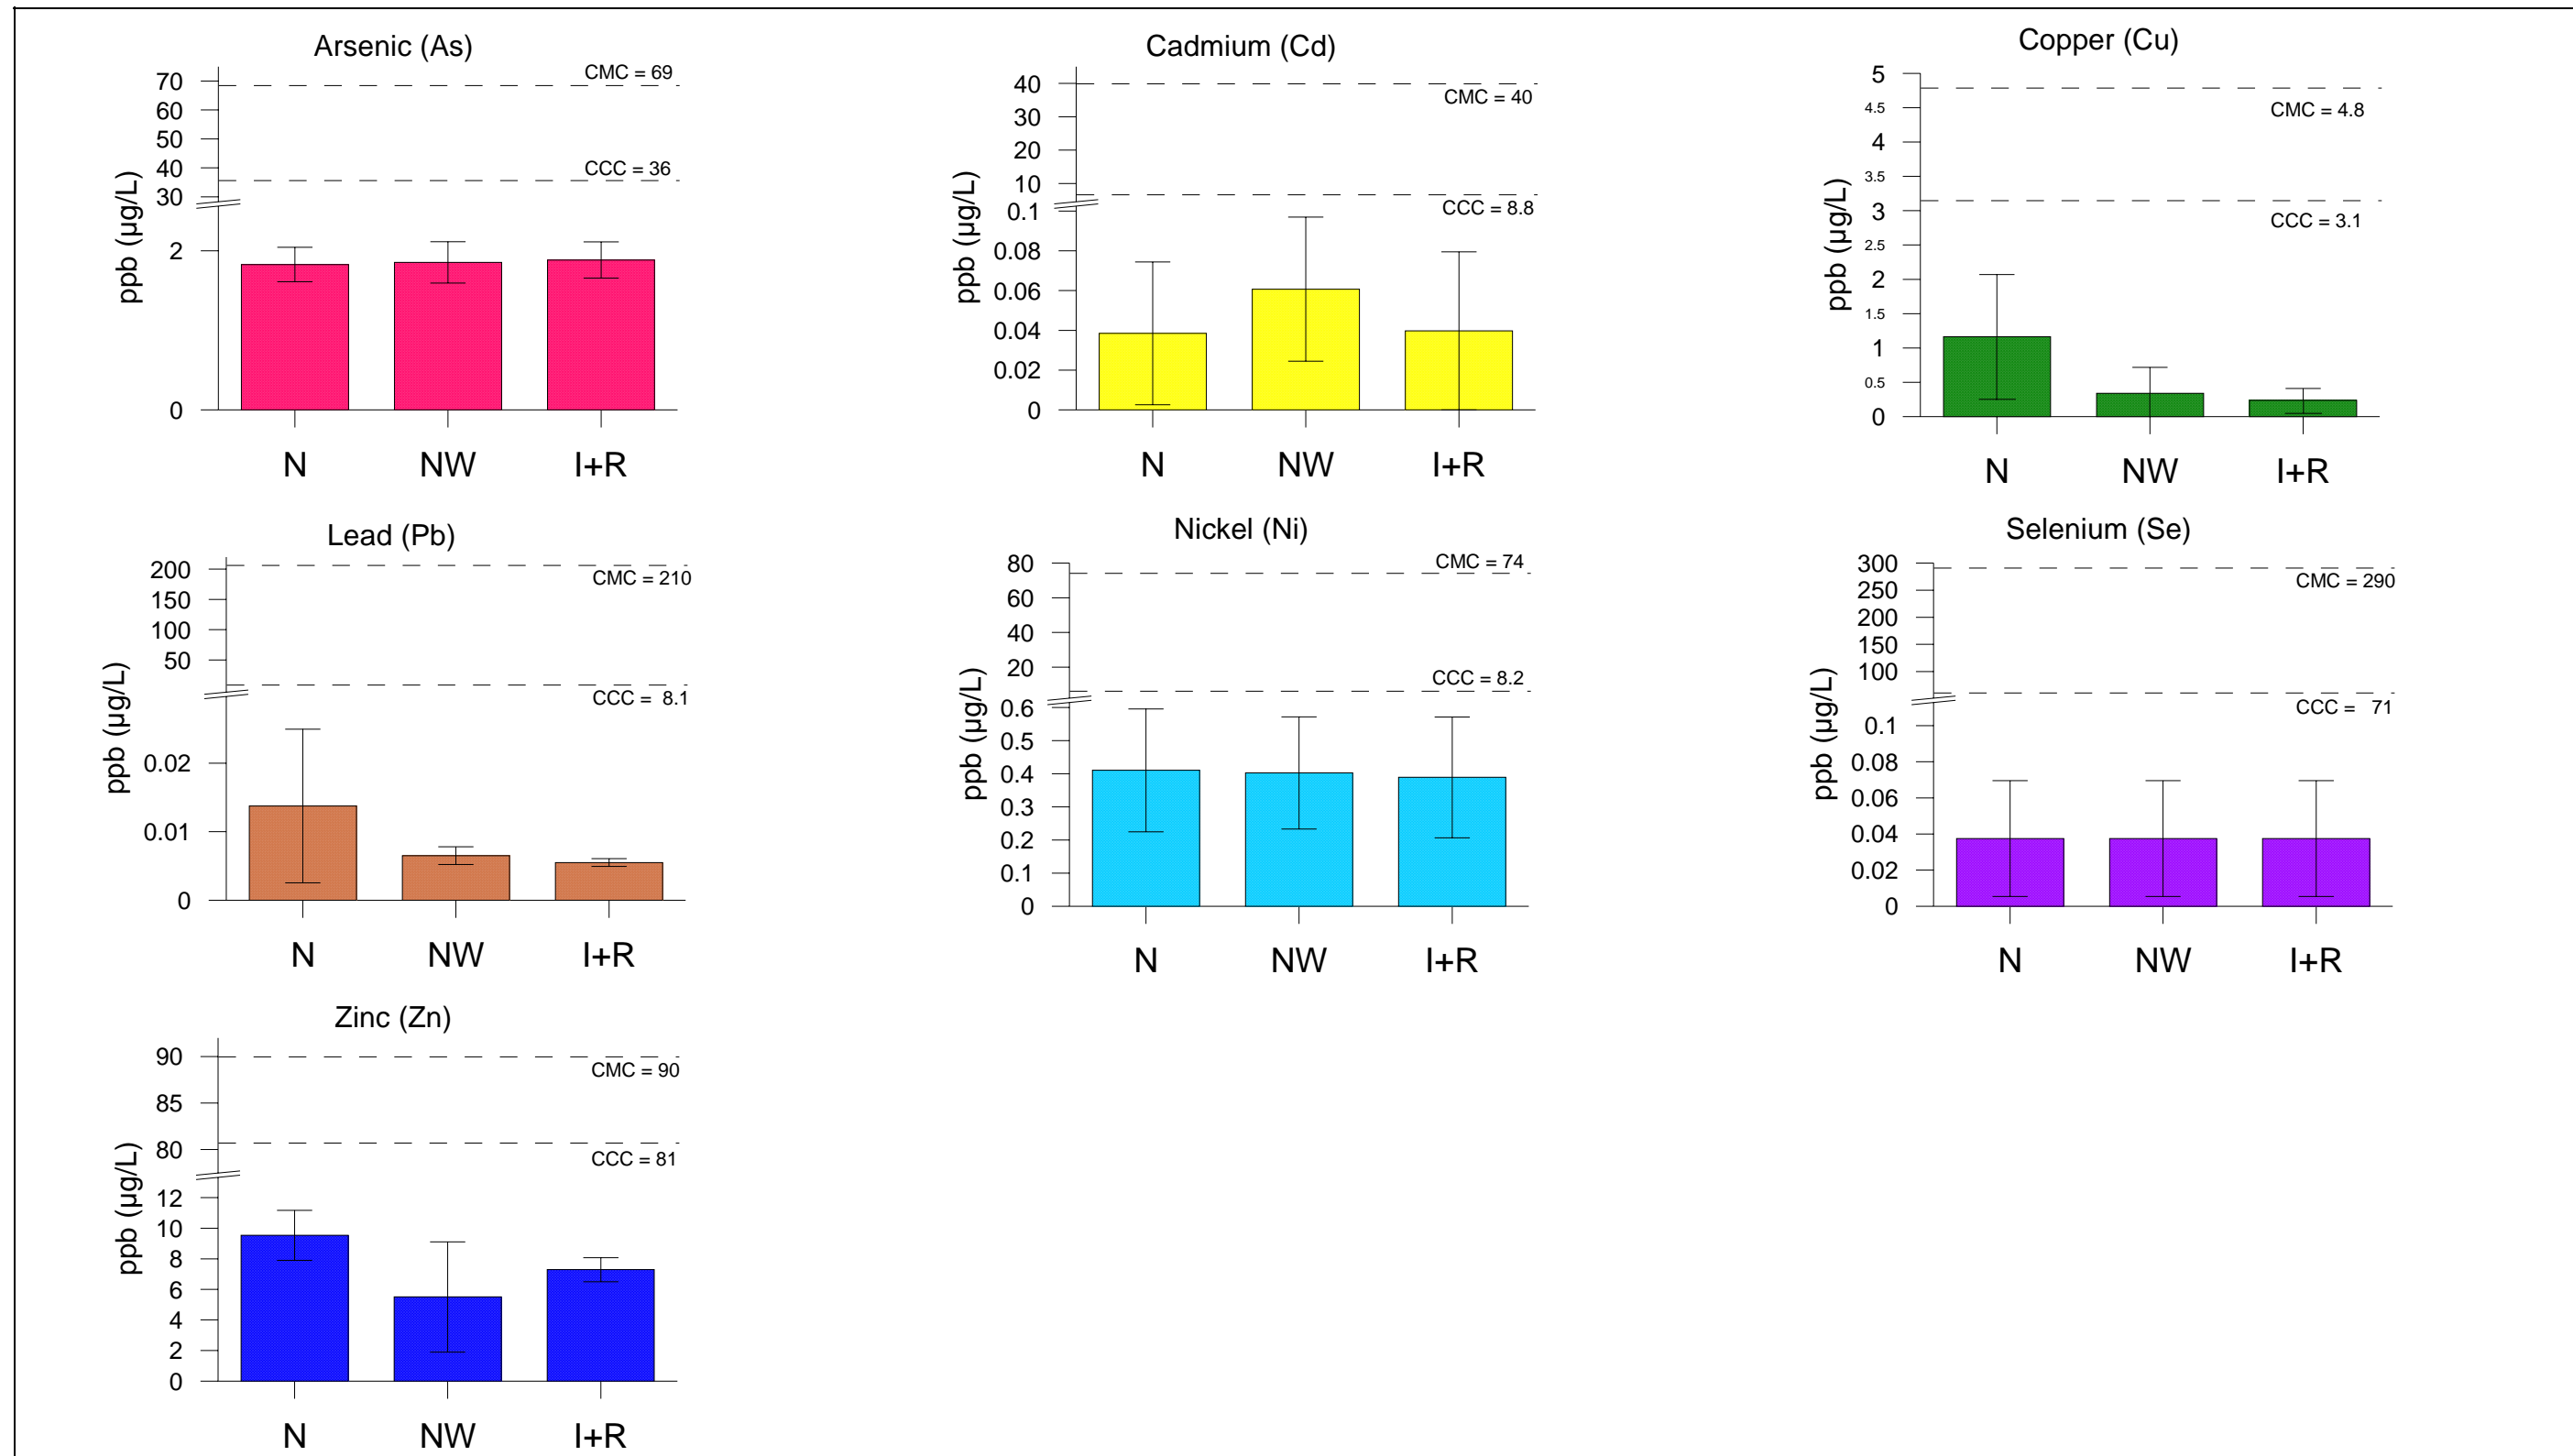 Arsenic (As)
70
60
50
40
30
2
0
ppb (µg/L)
CMC = 69
CCC = 36
N NW I+R
Cadmium (Cd)
40
30
20
10
0.1
0.08
0.06
0.04
0.02
0
ppb (µg/L)
CMC = 40
CCC = 8.8
N NW I+R
Copper (Cu)
5
4.5
4
3.5
3
2.5
2
1.5
1
0.5
0
ppb (µg/L)
CMC = 4.8
CCC = 3.1
N NW I+R
Lead (Pb)
200
150
100
50
0.02
0.01
0
ppb (µg/L)
CMC = 210
CCC = 8.1
N NW I+R
Nickel (Ni)
80
60
40
20
0.6
0.5
0.4
0.3
0.2
0.1
0
ppb (µg/L)
CMC = 74
CCC = 8.2
N NW I+R
Selenium (Se)
300
250
200
150
100
0.1
0.08
0.06
0.04
0.02
0
ppb (µg/L)
CMC = 290
CCC = 71
N NW I+R
Zinc (Zn)
90
85
80
12
10
8
6
4
2
0
ppb (µg/L)
CMC = 90
CCC = 81
N NW I+R